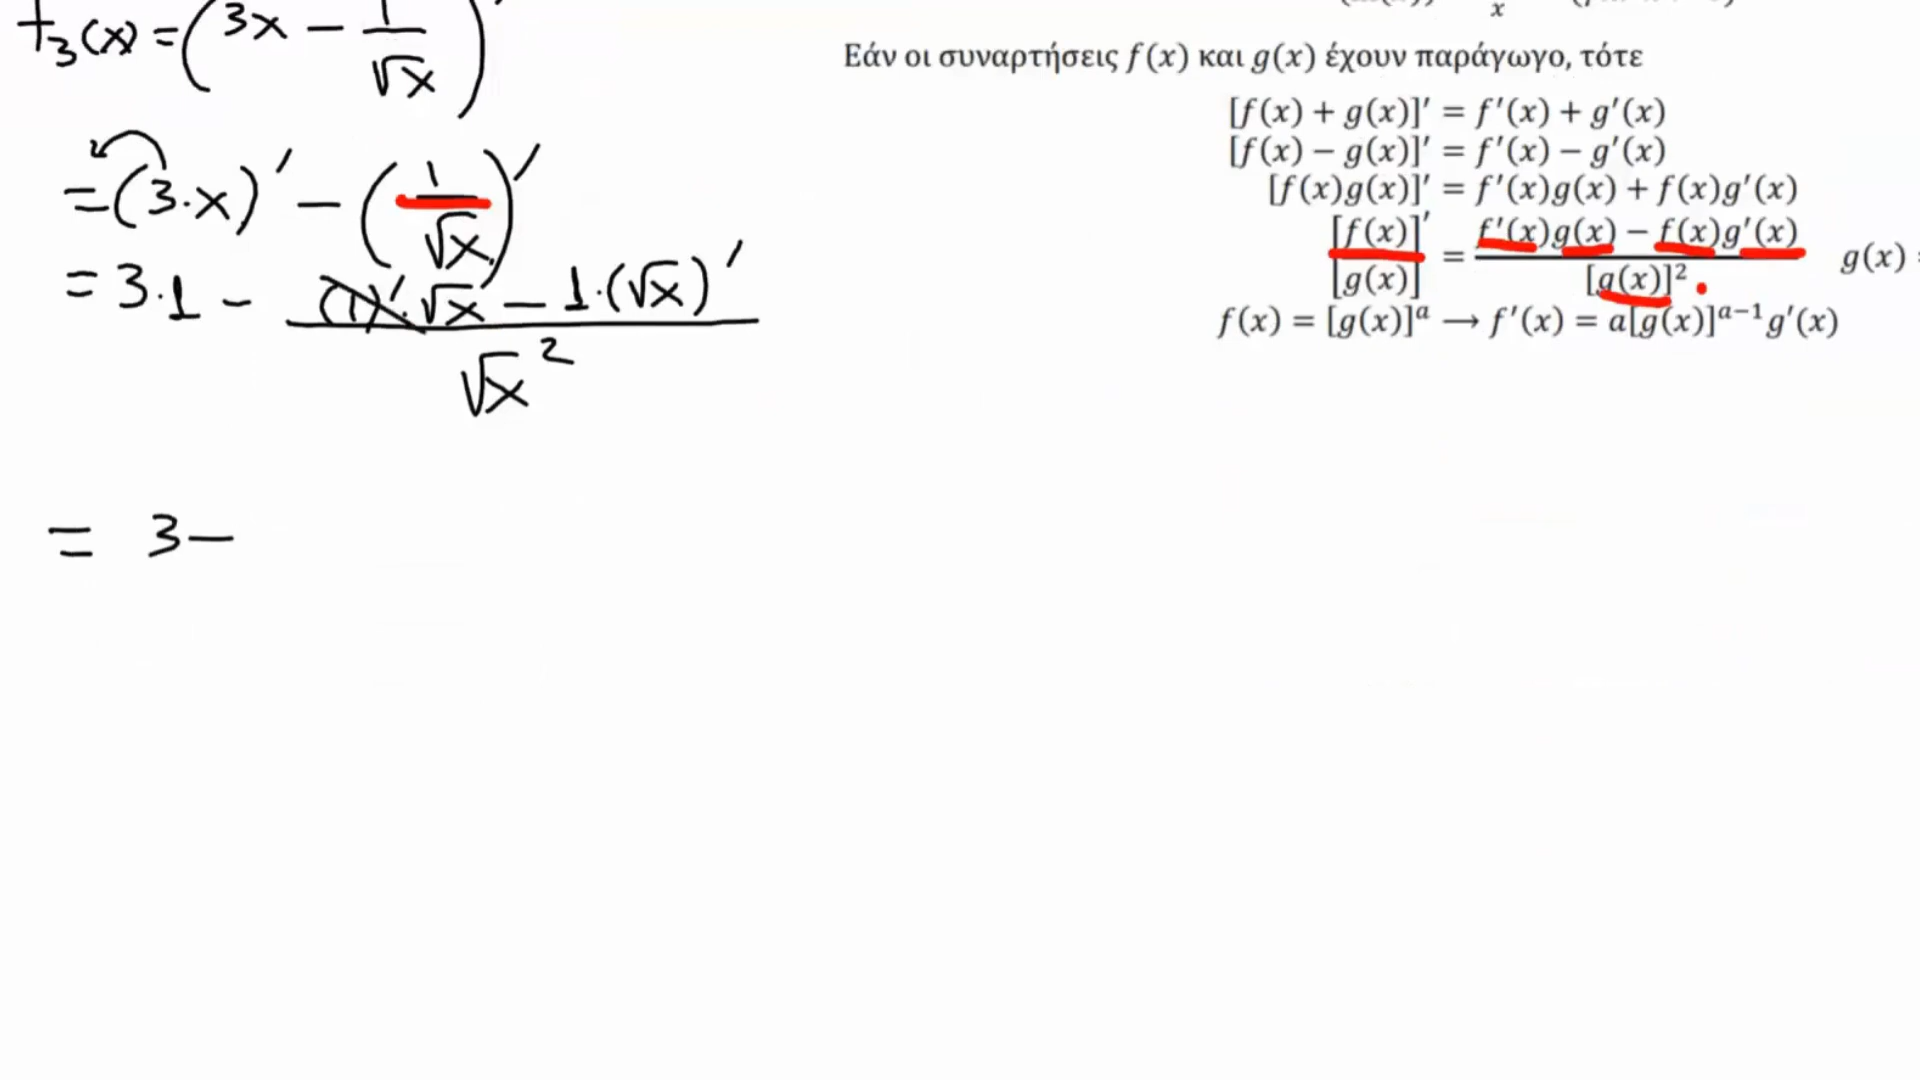 f₃(x) = (3x − 1/√x)′
= (3·x)′ − (1/√x)′
= 3·1 − ((1)′·√x − 1·(√x)′)/√x²
= 3 −
x
Εάν οι συναρτήσεις f(x) και g(x) έχουν παράγωγο, τότε
[f(x) + g(x)]′ = f′(x) + g′(x)
[f(x) − g(x)]′ = f′(x) − g′(x)
[f(x)g(x)]′ = f′(x)g(x) + f(x)g′(x)
[f(x)/g(x)]′ = (f′(x)g(x) − f(x)g′(x))/[g(x)]² g(x)
f(x) = [g(x)]ᵃ → f′(x) = a[g(x)]ᵃ⁻¹g′(x)